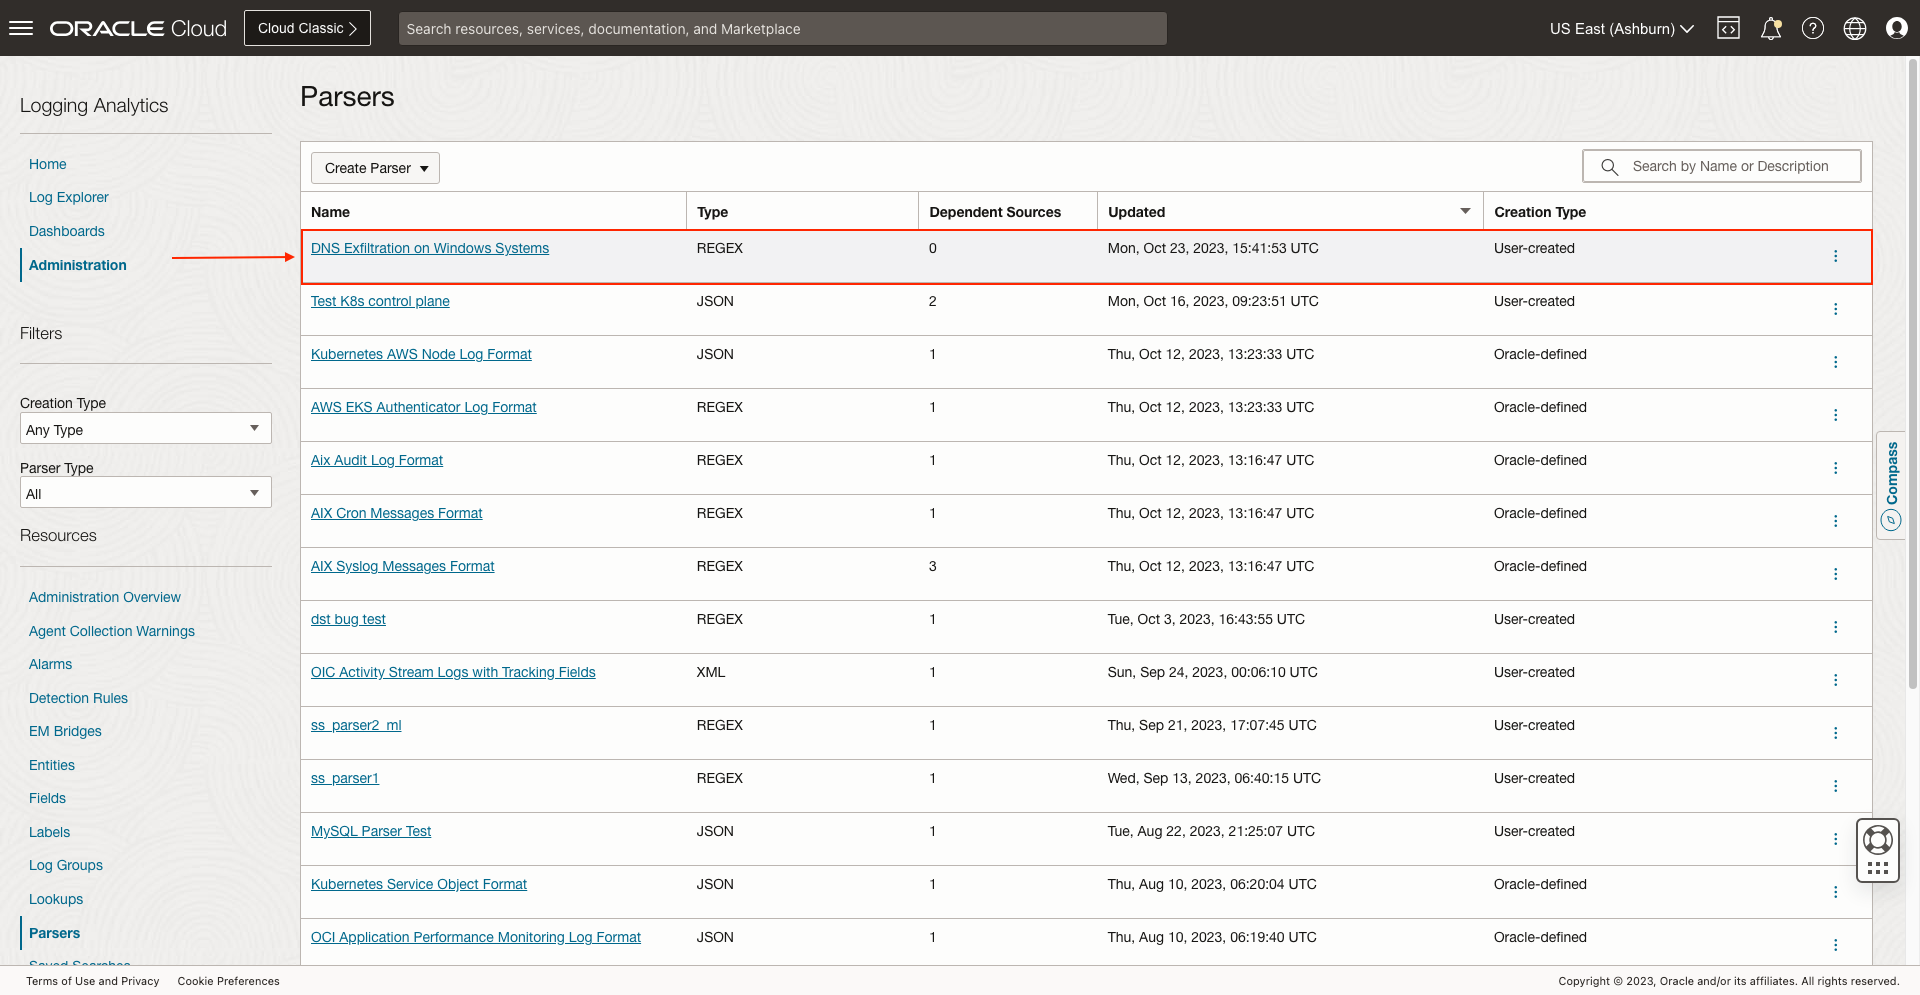 ORACLE Cloud
Cloud Classic
Search resources, services, documentation, and Marketplace
US East (Ashburn)
Logging Analytics
Home
Log Explorer
Dashboards
Administration
Filters
Creation Type
Any Type
Parser Type
All
Resources
Administration Overview
Agent Collection Warnings
Alarms
Detection Rules
EM Bridges
Entities
Fields
Labels
Log Groups
Lookups
Parsers
Saved Searches
Parsers
Create Parser
Search by Name or Description
Name Type Dependent Sources Updated Creation Type
DNS Exfiltration on Windows Systems REGEX 0 Mon, Oct 23, 2023, 15:41:53 UTC User-created
Test K8s control plane JSON 2 Mon, Oct 16, 2023, 09:23:51 UTC User-created
Kubernetes AWS Node Log Format JSON 1 Thu, Oct 12, 2023, 13:23:33 UTC Oracle-defined
AWS EKS Authenticator Log Format REGEX 1 Thu, Oct 12, 2023, 13:23:33 UTC Oracle-defined
Aix Audit Log Format REGEX 1 Thu, Oct 12, 2023, 13:16:47 UTC Oracle-defined
AIX Cron Messages Format REGEX 1 Thu, Oct 12, 2023, 13:16:47 UTC Oracle-defined
AIX Syslog Messages Format REGEX 3 Thu, Oct 12, 2023, 13:16:47 UTC Oracle-defined
dst bug test REGEX 1 Tue, Oct 3, 2023, 16:43:55 UTC User-created
OIC Activity Stream Logs with Tracking Fields XML 1 Sun, Sep 24, 2023, 00:06:10 UTC User-created
ss_parser2_ml REGEX 1 Thu, Sep 21, 2023, 17:07:45 UTC User-created
ss_parser1 REGEX 1 Wed, Sep 13, 2023, 06:40:15 UTC User-created
MySQL Parser Test JSON 1 Tue, Aug 22, 2023, 21:25:07 UTC User-created
Kubernetes Service Object Format JSON 1 Thu, Aug 10, 2023, 06:20:04 UTC Oracle-defined
OCI Application Performance Monitoring Log Format JSON 1 Thu, Aug 10, 2023, 06:19:40 UTC Oracle-defined
Compass
Terms of Use and Privacy Cookie Preferences
Copyright © 2023, Oracle and/or its affiliates. All rights reserved.